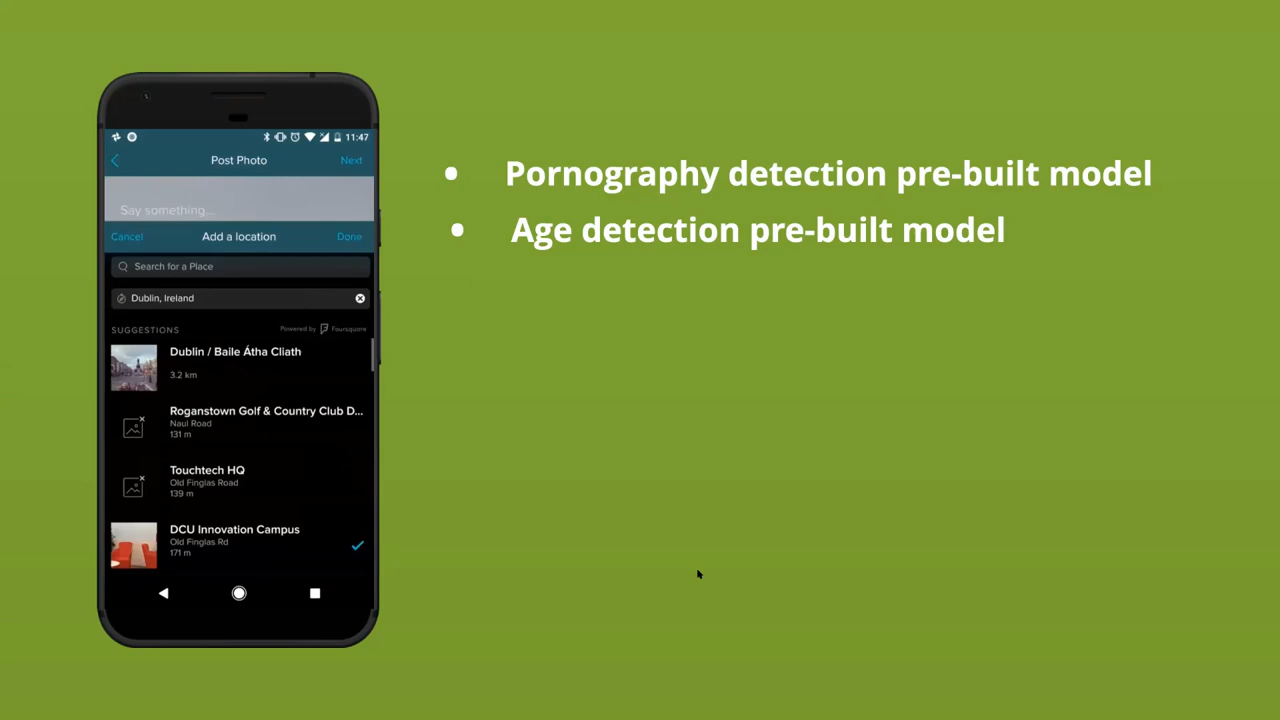 11:47
Post Photo
Next
Say something...
Cancel
Add a location
Done
Search for a Place
Dublin, Ireland
SUGGESTIONS
Powered by Foursquare
Dublin / Baile Átha Cliath
3.2 km
Roganstown Golf & Country Club D...
Naul Road
131 m
Touchtech HQ
Old Finglas Road
139 m
DCU Innovation Campus
Old Finglas Rd
171 m
• Pornography detection pre-built model
• Age detection pre-built model